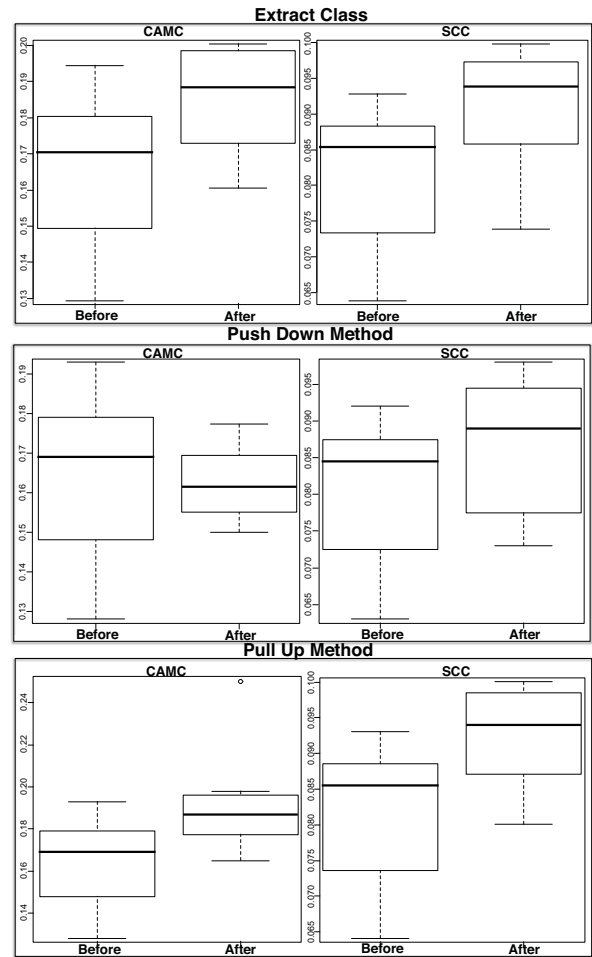 Extract Class
CAMC
SCC
0.20
0.19
0.18
0.17
0.16
0.15
0.14
0.13
0.100
0.095
0.090
0.085
0.080
0.075
0.070
0.065
Before
After
Before
After
Push Down Method
CAMC
SCC
0.19
0.18
0.17
0.16
0.15
0.14
0.13
0.095
0.090
0.085
0.080
0.075
0.070
0.065
Before
After
Before
After
Pull Up Method
CAMC
SCC
0.24
0.22
0.20
0.18
0.16
0.14
0.100
0.095
0.090
0.085
0.080
0.075
0.070
0.065
Before
After
Before
After